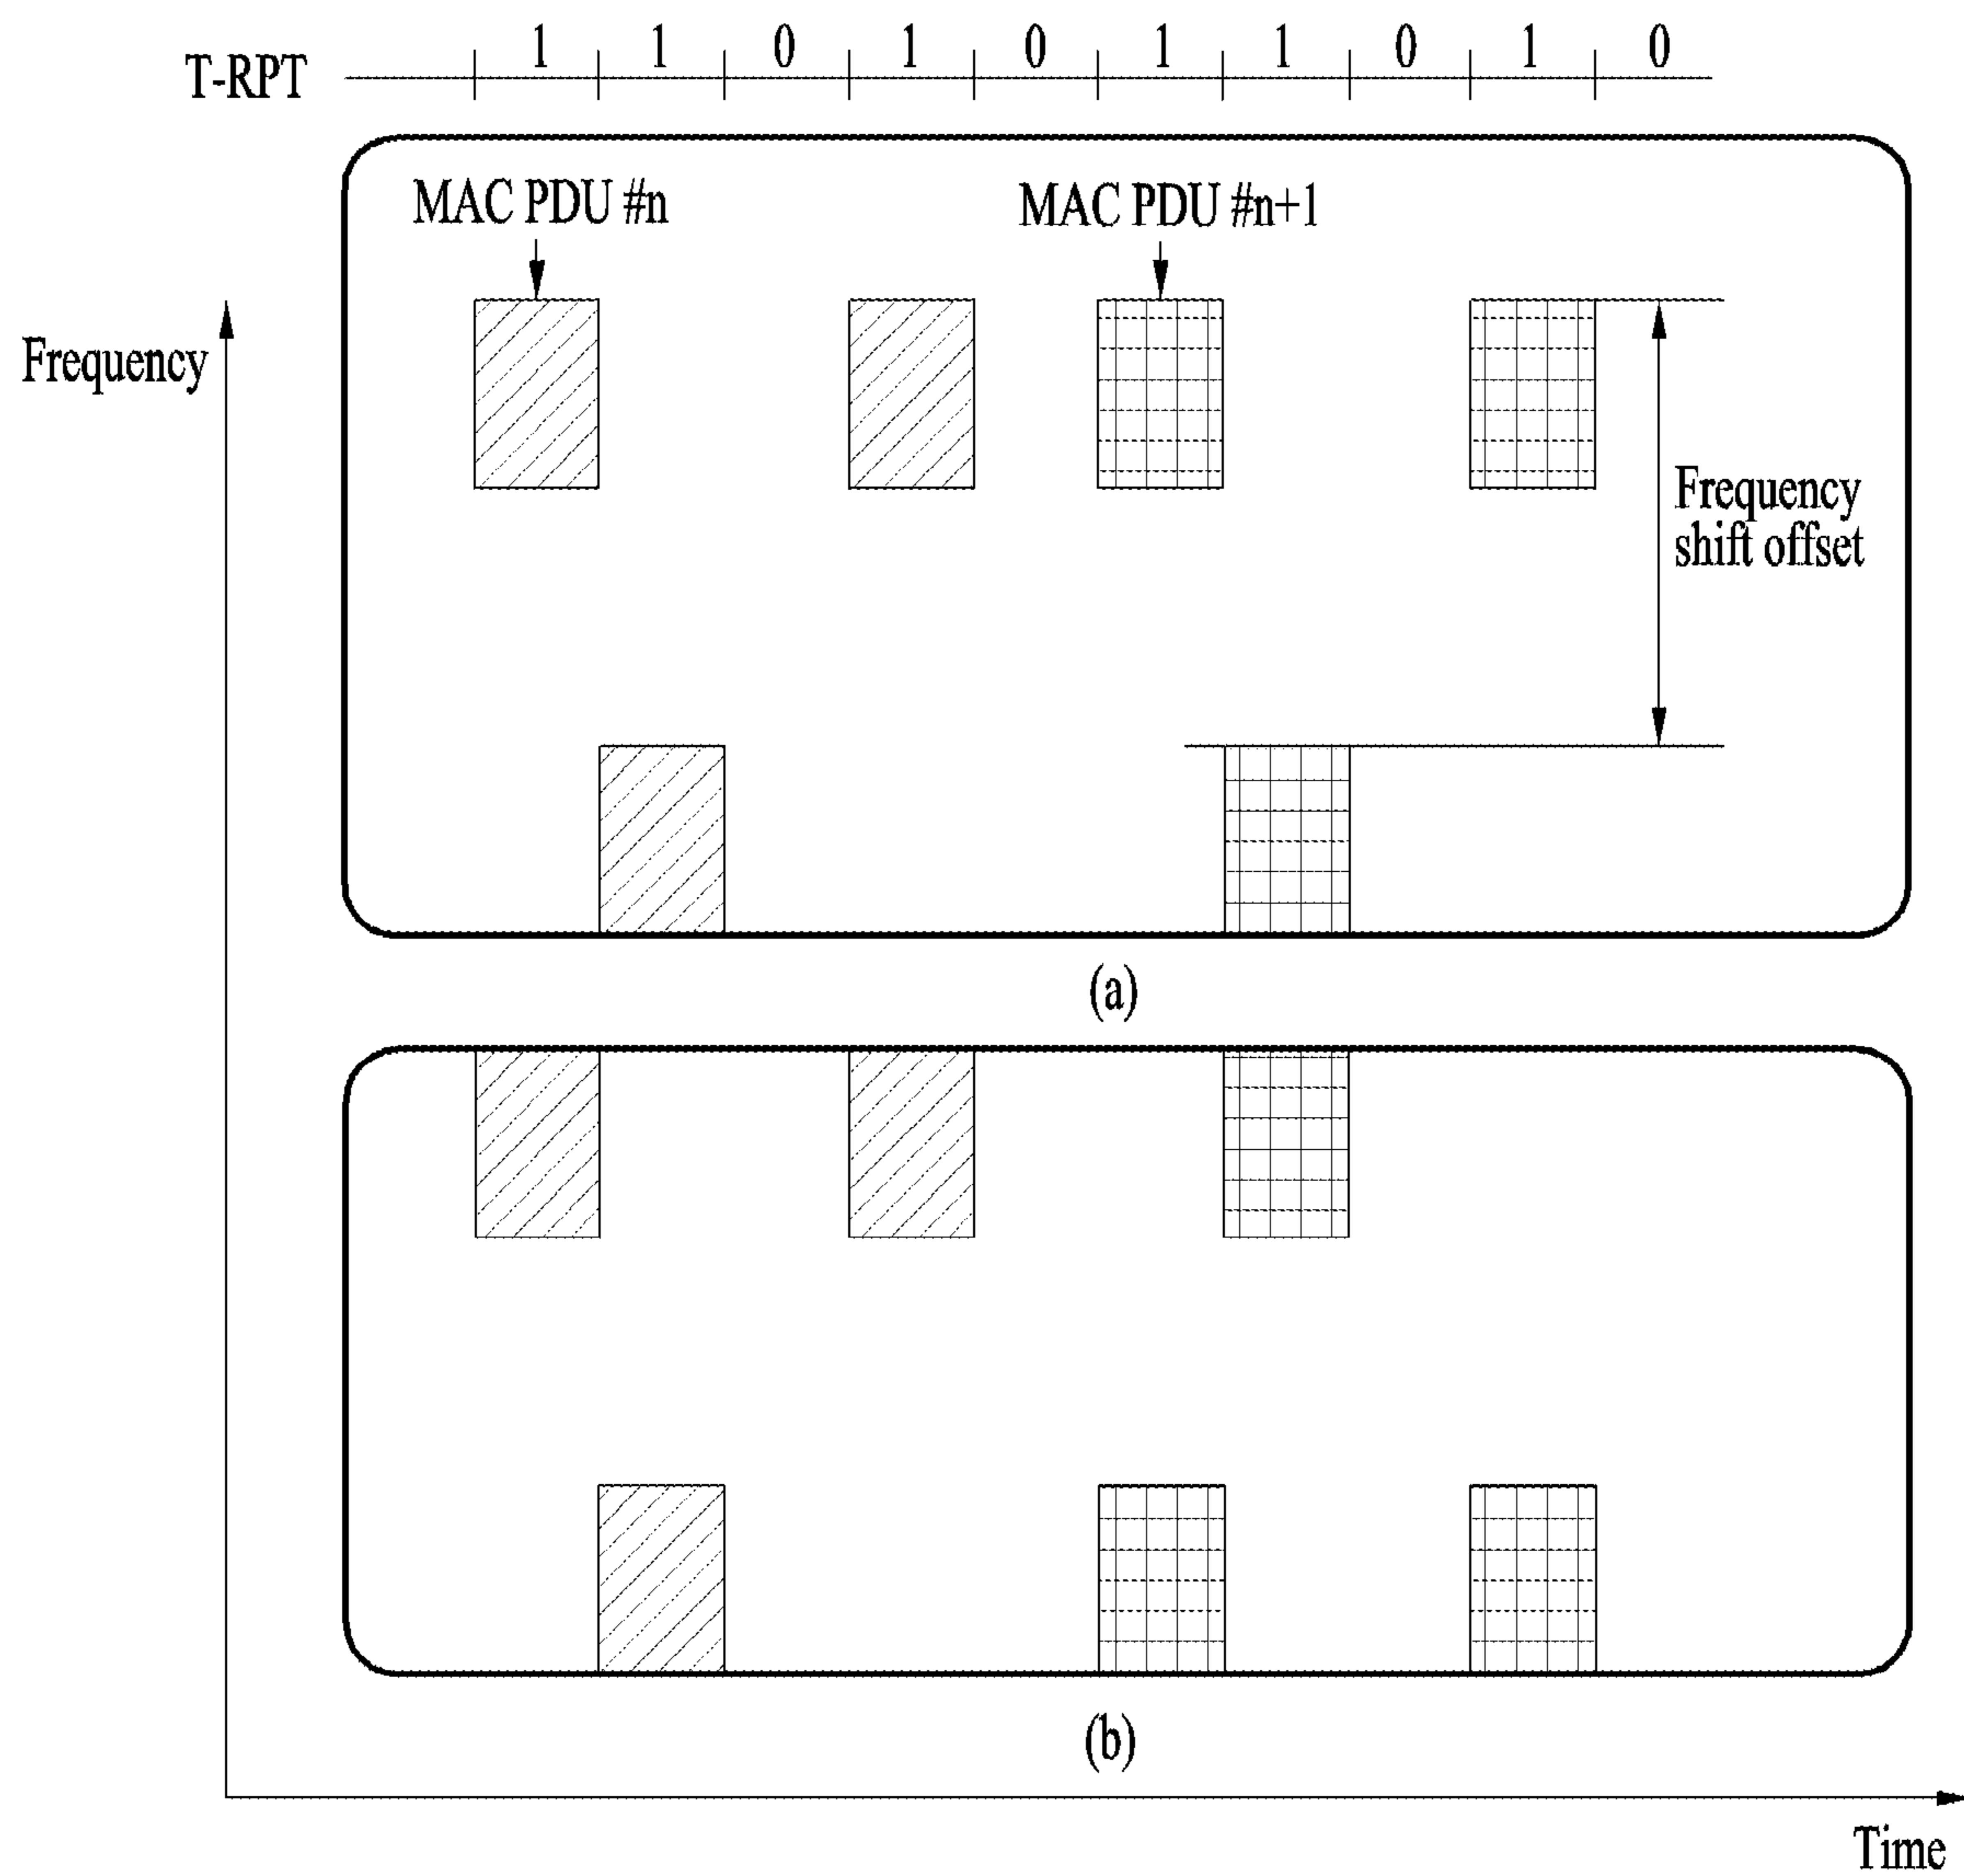 1 1 0 1 0 1 1 0 1 0
T-RPT
MAC PDU #n
MAC PDU #n+1
Frequency
Frequency
shift offset
(a)
(b)
Time